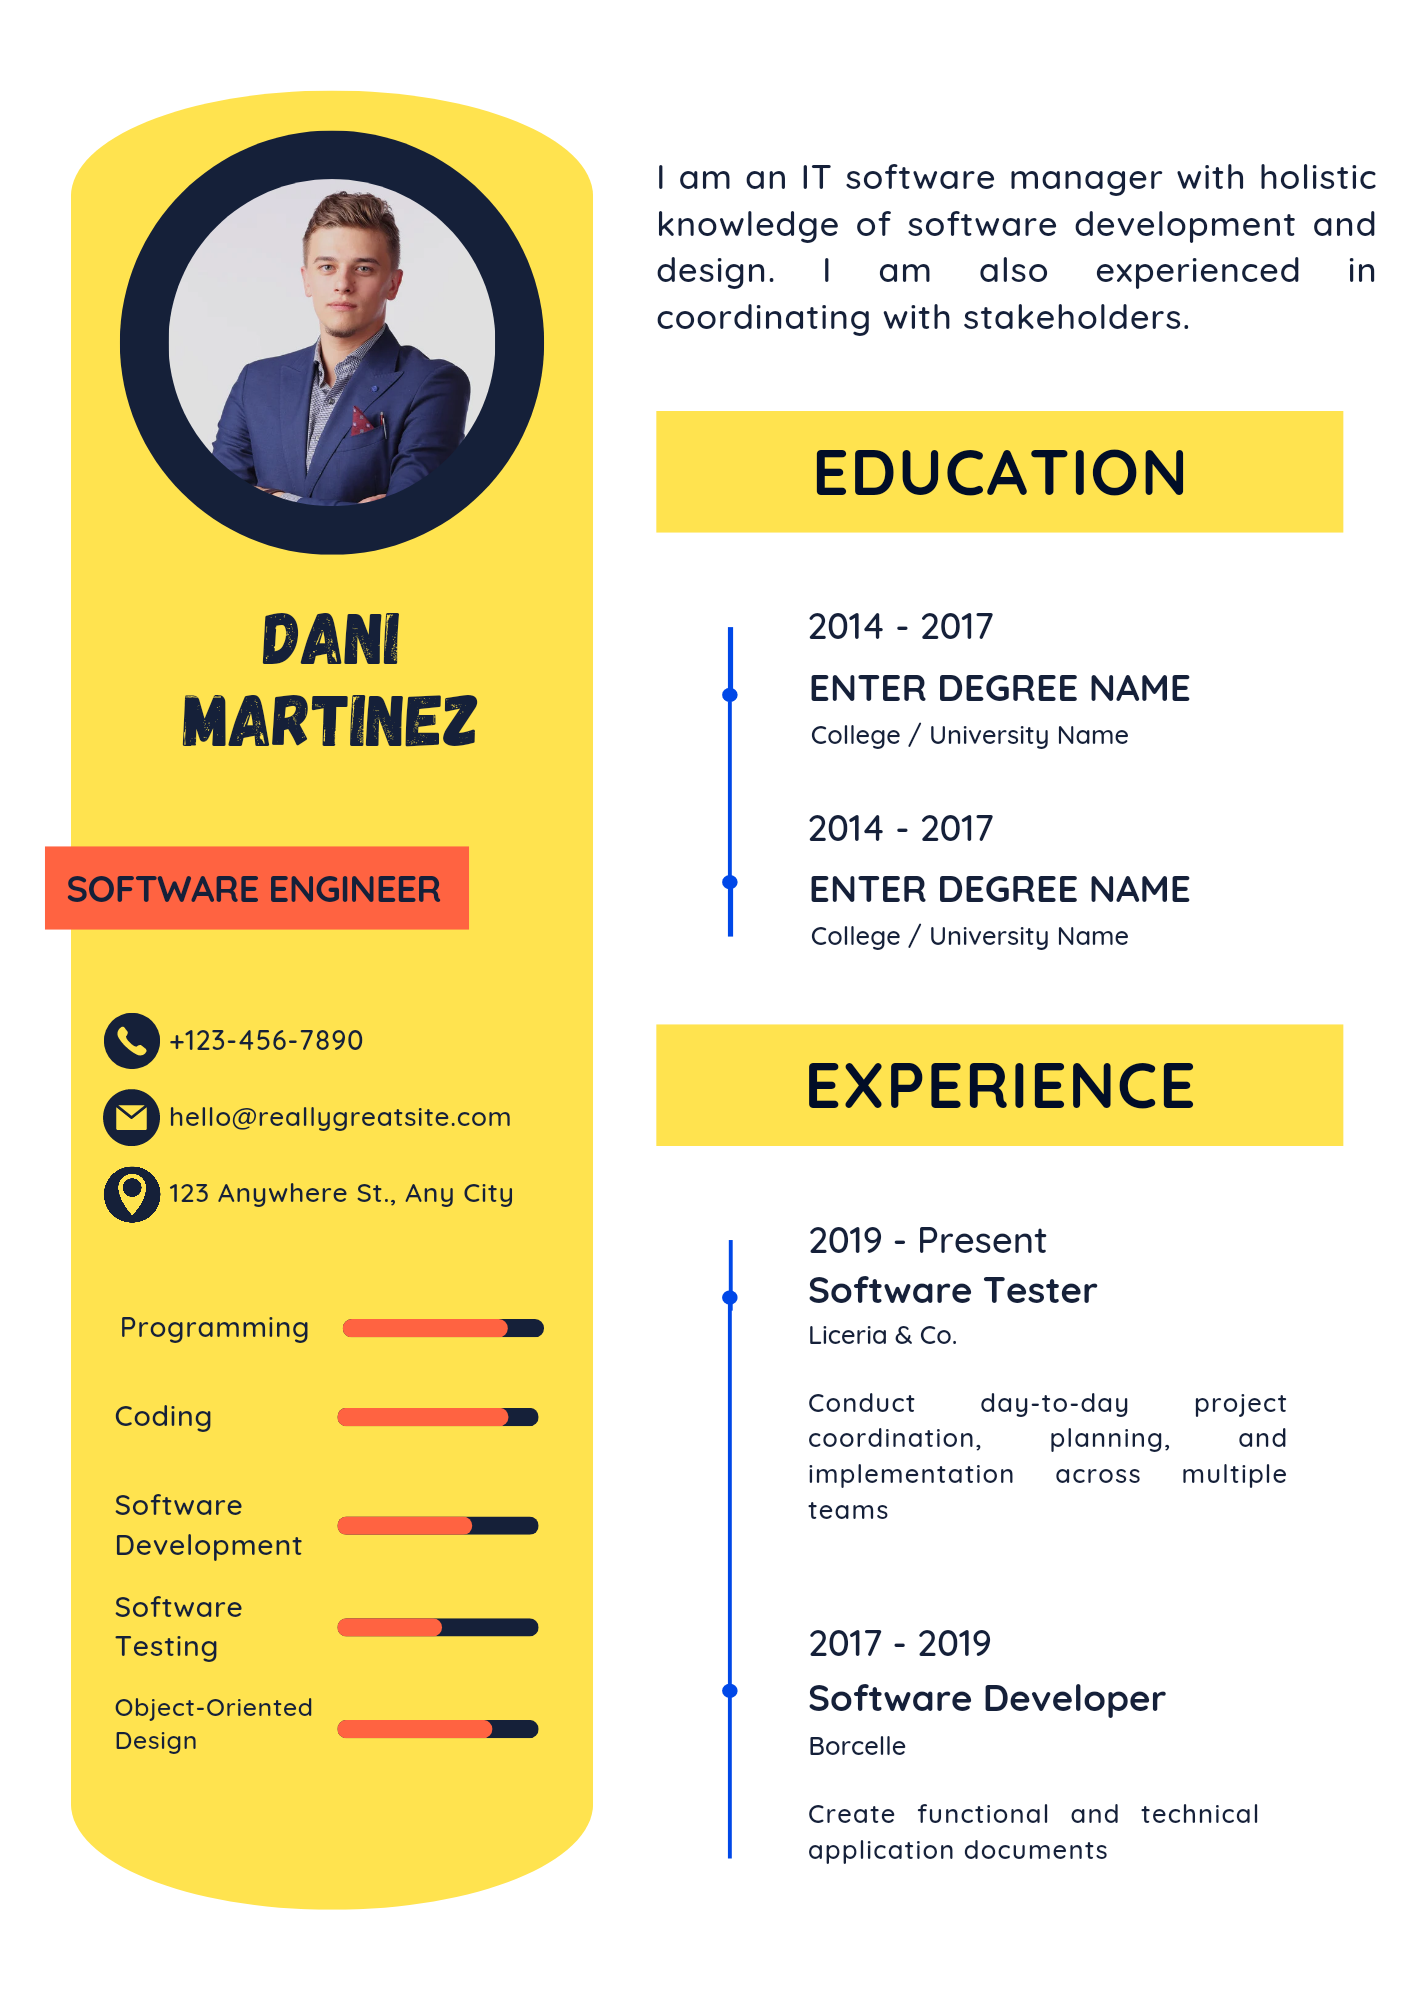 DANI
MARTINEZ
SOFTWARE ENGINEER
+123-456-7890
hello@reallygreatsite.com
123 Anywhere St., Any City
Programming
Coding
Software
Development
Software
Testing
Object-Oriented
Design
I am an IT software manager with holistic
knowledge of software development and
design. I am also experienced in
coordinating with stakeholders.
EDUCATION
2014 - 2017
ENTER DEGREE NAME
College / University Name
2014 - 2017
ENTER DEGREE NAME
College / University Name
EXPERIENCE
2019 - Present
Software Tester
Liceria & Co.
Conduct day-to-day project
coordination, planning, and
implementation across multiple
teams
2017 - 2019
Software Developer
Borcelle
Create functional and technical
application documents